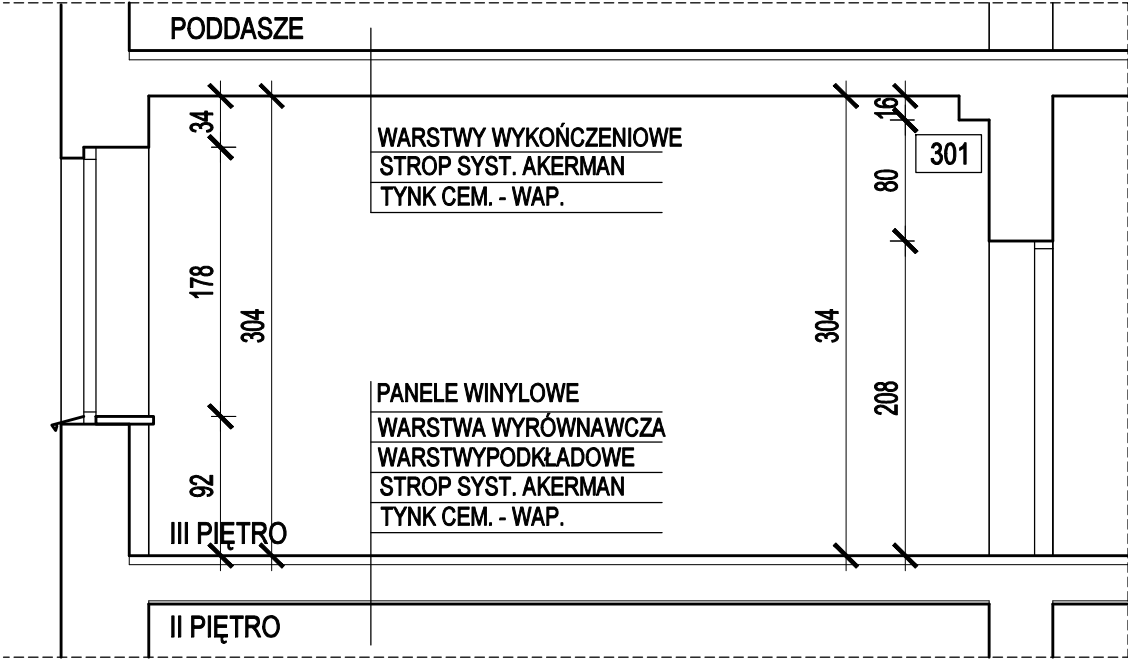 PODDASZE
34
16
WARSTWY WYKOŃCZENIOWE
STROP SYST. AKERMAN
TYNK CEM. - WAP.
301
80
178
304
304
208
PANELE WINYLOWE
WARSTWA WYRÓWNAWCZA
WARSTWYPODKŁADOWE
STROP SYST. AKERMAN
TYNK CEM. - WAP.
92
III PIĘTRO
II PIĘTRO